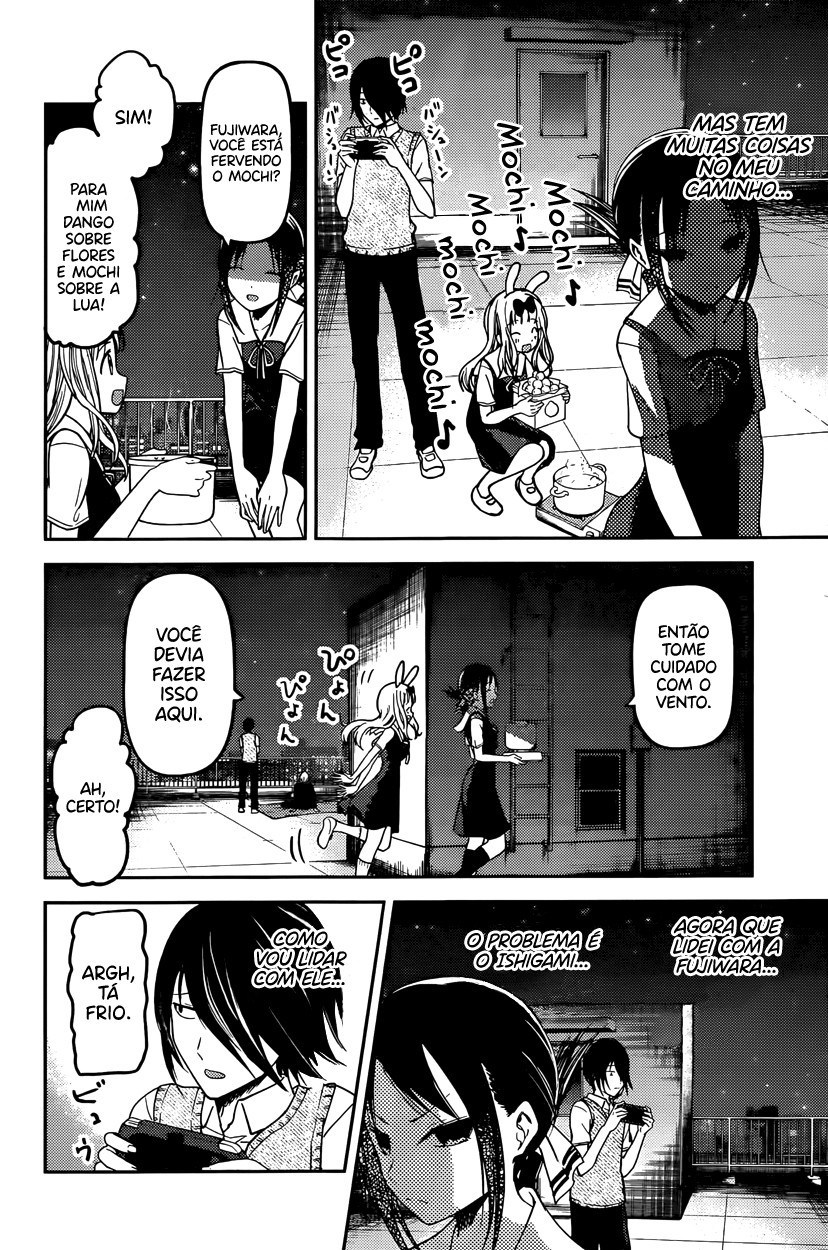 MAS TEM
MUITAS COISAS
NO MEU
CAMINHO...
ピコ
ピコ
バシューン
バシューン
Mochi♪
Mochi
Mochi♪
Mochi
mochi
mochi
mochi♪
FUJIWARA,
VOCÊ ESTÁ
FERVENDO
O MOCHI?
SIM!
PARA
MIM
DANGO
SOBRE
FLORES
E MOCHI
SOBRE A
LUA!
ENTÃO
TOME
CUIDADO
COM O
VENTO.
VOCÊ
DEVIA
FAZER
ISSO
AQUI.
ぴょん
ぴょん
AH,
CERTO!
AGORA QUE
LIDEI COM A
FUJIWARA...
O PROBLEMA É
O ISHIGAMI...
COMO
VOU LIDAR
COM ELE...
ARGH,
TÁ
FRIO.
ビュう